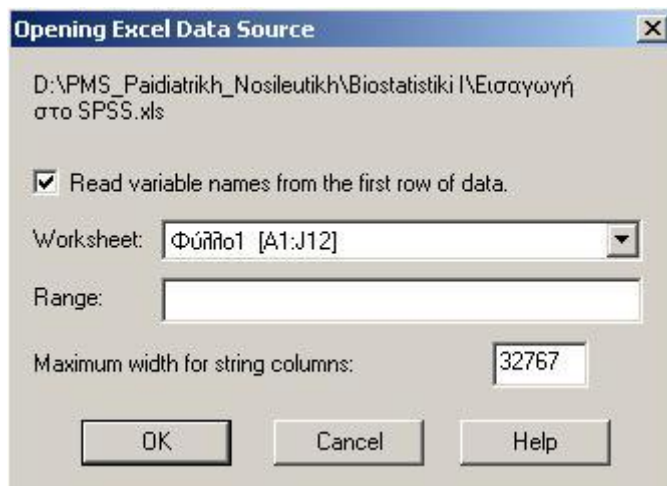 Opening Excel Data Source
D:\PMS_Paidiatrikh_Nosileutikh\Biostatistiki I\Εισαγωγή
στο SPSS.xls
Read variable names from the first row of data.
Worksheet: Φύλλο1 [A1:J12]
Range:
Maximum width for string columns: 32767
OK Cancel Help